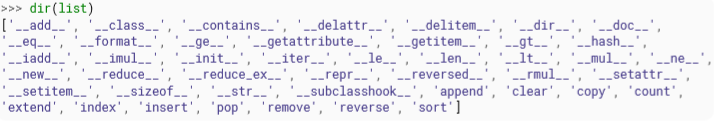 >>> dir(list)
['__add__', '__class__', '__contains__', '__delattr__', '__delitem__', '__dir__', '__doc__',
'__eq__', '__format__', '__ge__', '__getattribute__', '__getitem__', '__gt__', '__hash__',
'__iadd__', '__imul__', '__init__', '__iter__', '__le__', '__len__', '__lt__', '__mul__', '__ne__',
'__new__', '__reduce__', '__reduce_ex__', '__repr__', '__reversed__', '__rmul__', '__setattr__',
'__setitem__', '__sizeof__', '__str__', '__subclasshook__', 'append', 'clear', 'copy', 'count',
'extend', 'index', 'insert', 'pop', 'remove', 'reverse', 'sort']